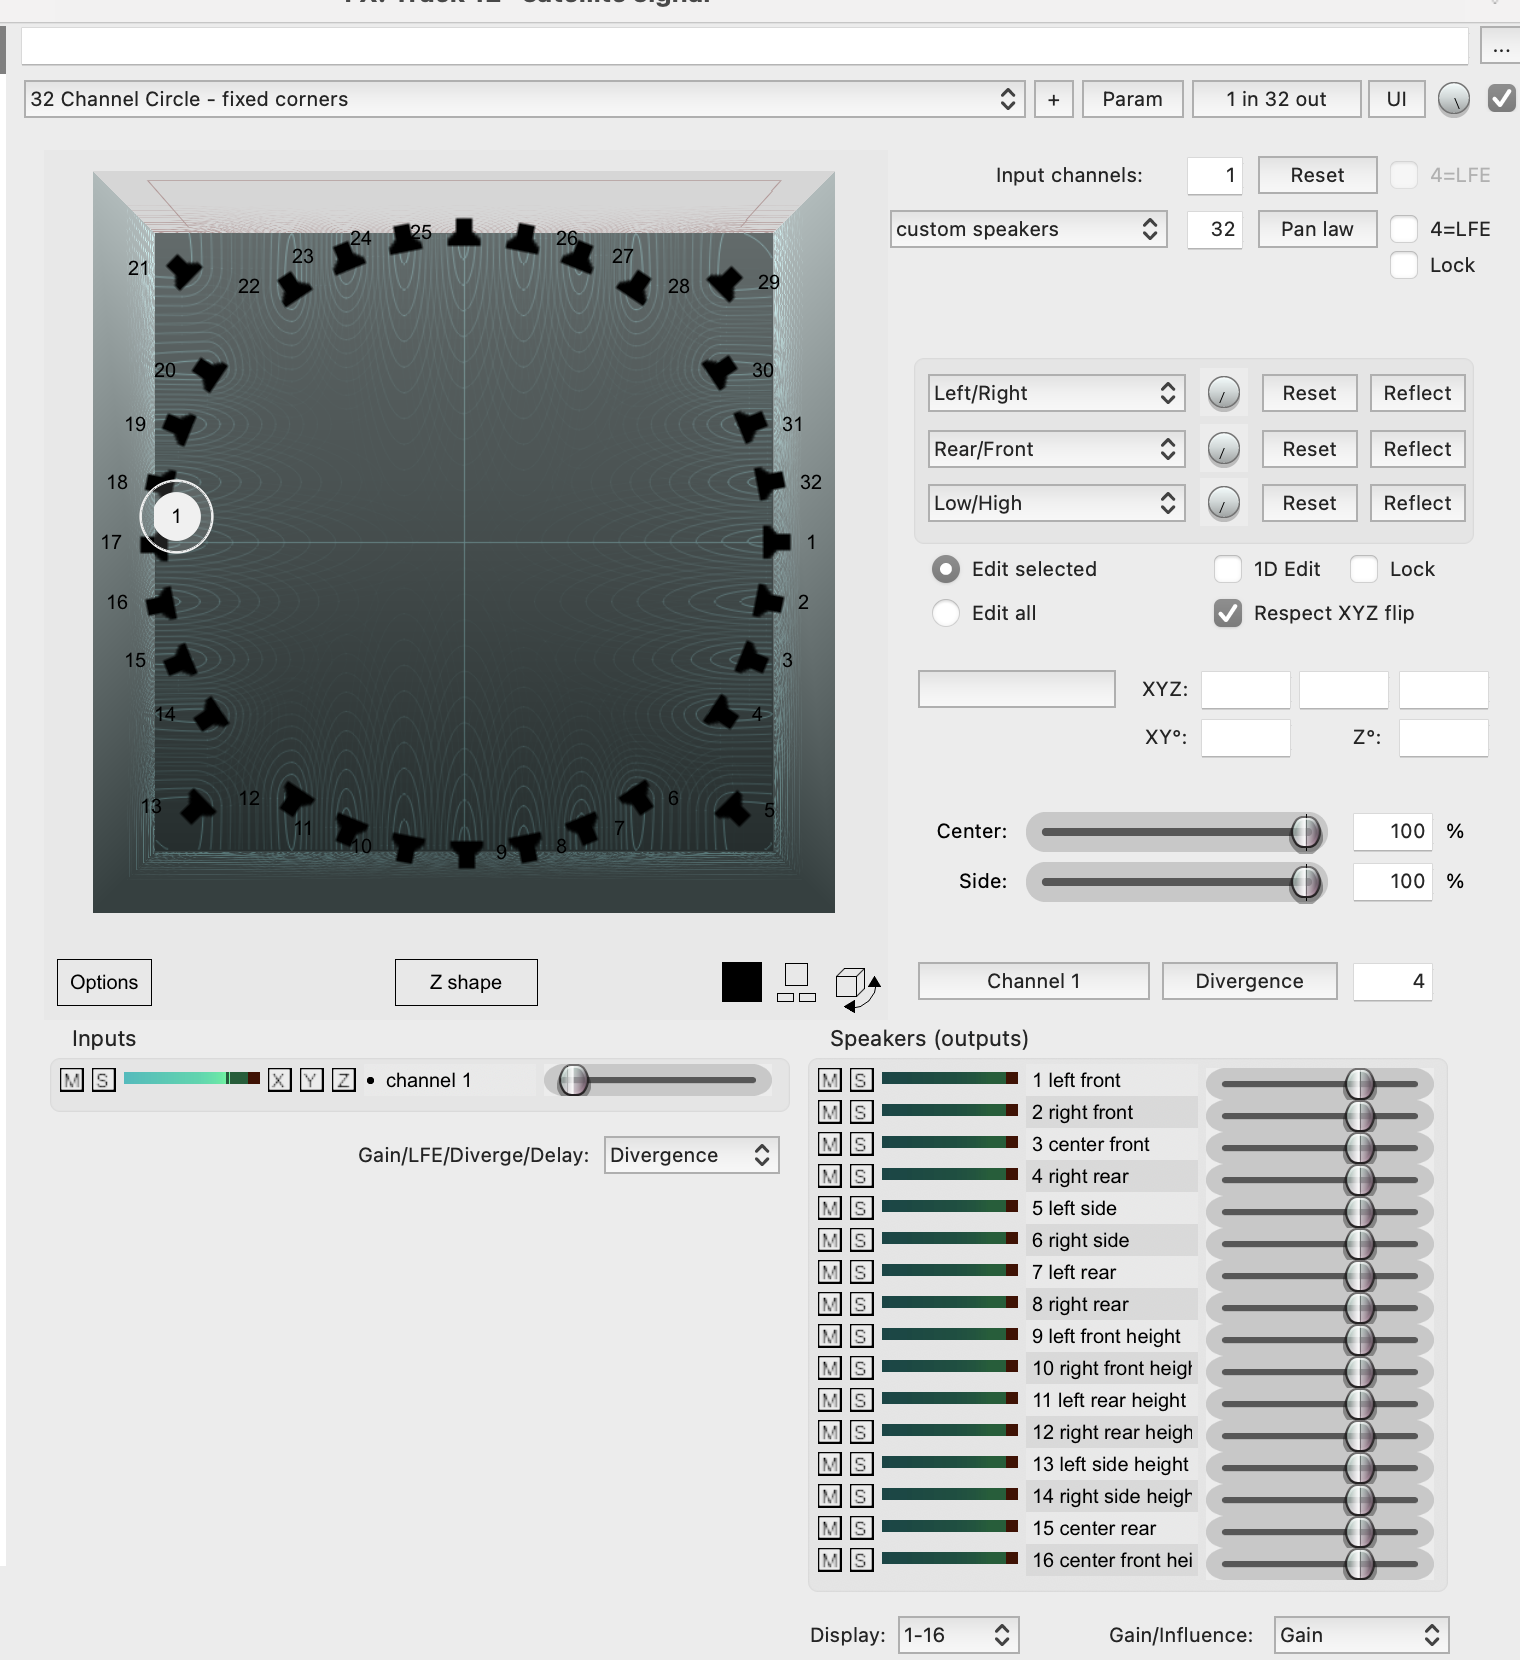 FX: Track 12 "satellite signal"
...
32 Channel Circle - fixed corners
+
Param
1 in 32 out
UI
Input channels:
1
Reset
4=LFE
custom speakers
32
Pan law
4=LFE
Lock
21
22
23
24
25
26
27
28
29
20
30
19
31
18
32
1
17
1
16
2
15
3
14
4
13
12
11
10
9
8
7
6
5
Left/Right
Reset
Reflect
Rear/Front
Reset
Reflect
Low/High
Reset
Reflect
Edit selected
1D Edit
Lock
Edit all
Respect XYZ flip
XYZ:
XY°:
Z°:
Center:
100
%
Side:
100
%
Options
Z shape
Channel 1
Divergence
4
Inputs
M S X Y Z • channel 1
Gain/LFE/Diverge/Delay:
Divergence
Speakers (outputs)
M S 1 left front
M S 2 right front
M S 3 center front
M S 4 right rear
M S 5 left side
M S 6 right side
M S 7 left rear
M S 8 right rear
M S 9 left front height
M S 10 right front heigh
M S 11 left rear height
M S 12 right rear heigh
M S 13 left side height
M S 14 right side heigh
M S 15 center rear
M S 16 center front hei
Display:
1-16
Gain/Influence:
Gain